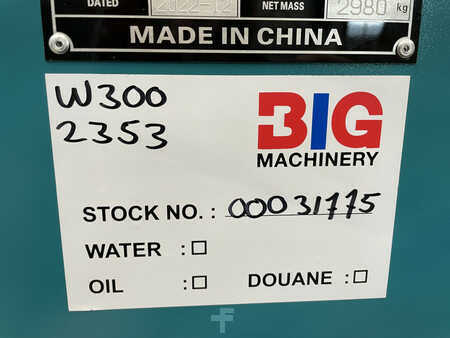 DATED 2022-12 NET MASS 2980 kg
MADE IN CHINA
W300
2353
BIG
MACHINERY
STOCK NO. : 00031775
WATER : □
OIL : □ DOUANE : □